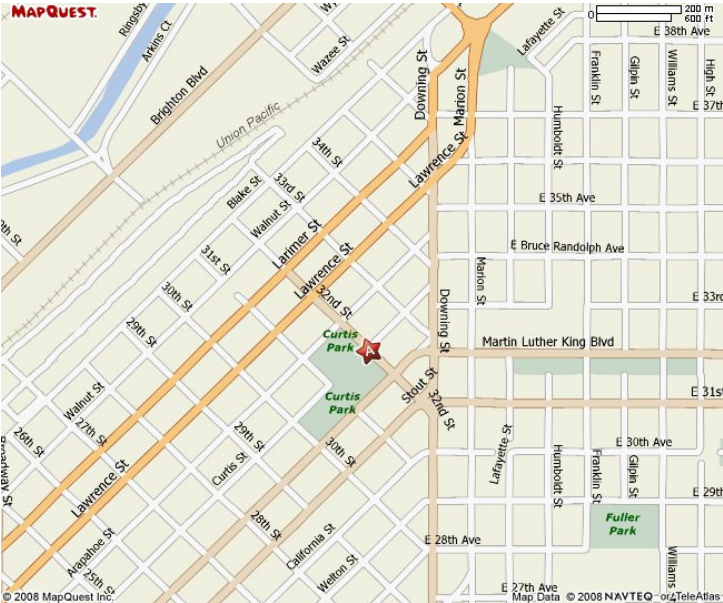 MAPQUEST.
0 200 m
600 ft
Ringsby Ct
Arkins Ct
Wazee St
Brighton Blvd
Union Pacific
Downing St
Marion St
Lafayette St
E 38th Ave
Franklin St
Gilpin St
Williams St
High St
E 37th
Humboldt St
34th St
Lawrence St
33rd St
Blake St
Walnut St
Larimer St
31st St
Lawrence St
32nd St
E 35th Ave
E Bruce Randolph Ave
Marion St
E 33rd
30th St
29th St
Downing St
Curtis
Park
A
Martin Luther King Blvd
Curtis
Park
Stout St
32nd St
E 31st
Walnut St
27th St
26th St
Broadway St
29th St
Curtis St
30th St
Lafayette St
E 30th Ave
Humboldt St
Franklin St
Gilpin St
E 29th
Lawrence St
28th St
Fuller
Park
Arapahoe St
California St
E 28th Ave
Williams St
25th St
Welton St
E 27th Ave
© 2008 MapQuest Inc.
Map Data © 2008 NAVTEQ or TeleAtlas